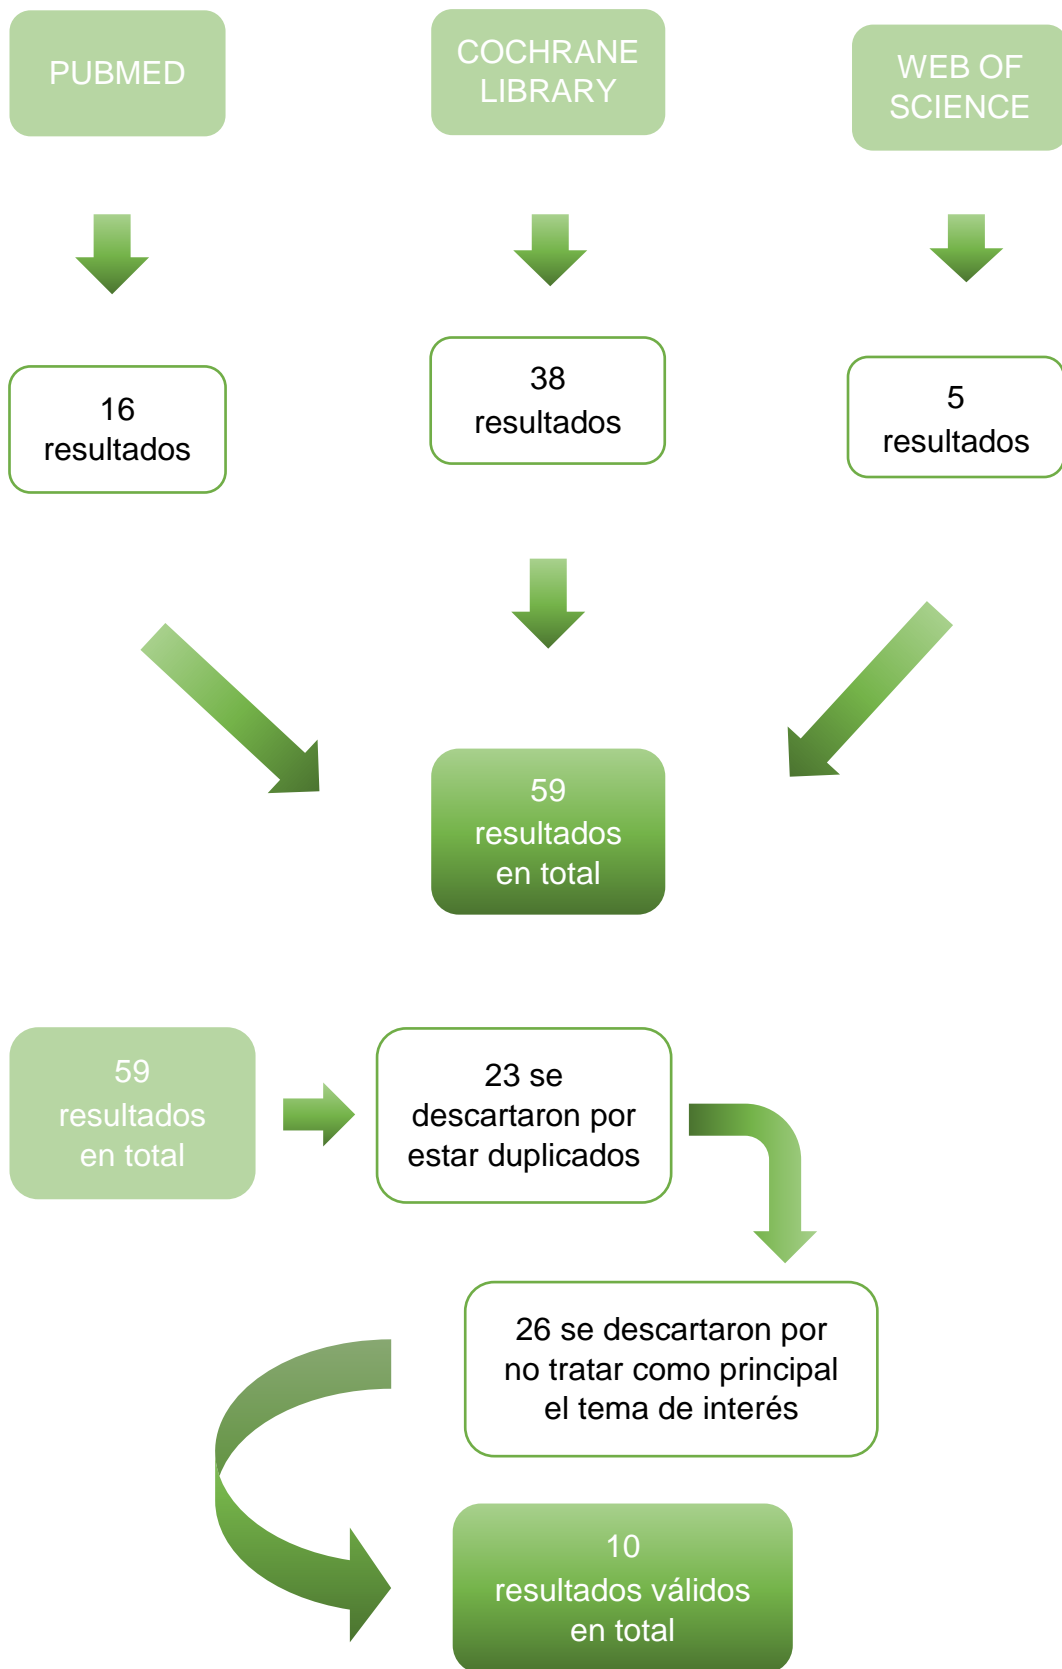 PUBMED
COCHRANE
LIBRARY
WEB OF
SCIENCE
16
resultados
38
resultados
5
resultados
59
resultados
en total
59
resultados
en total
23 se
descartaron por
estar duplicados
26 se descartaron por
no tratar como principal
el tema de interés
10
resultados válidos
en total